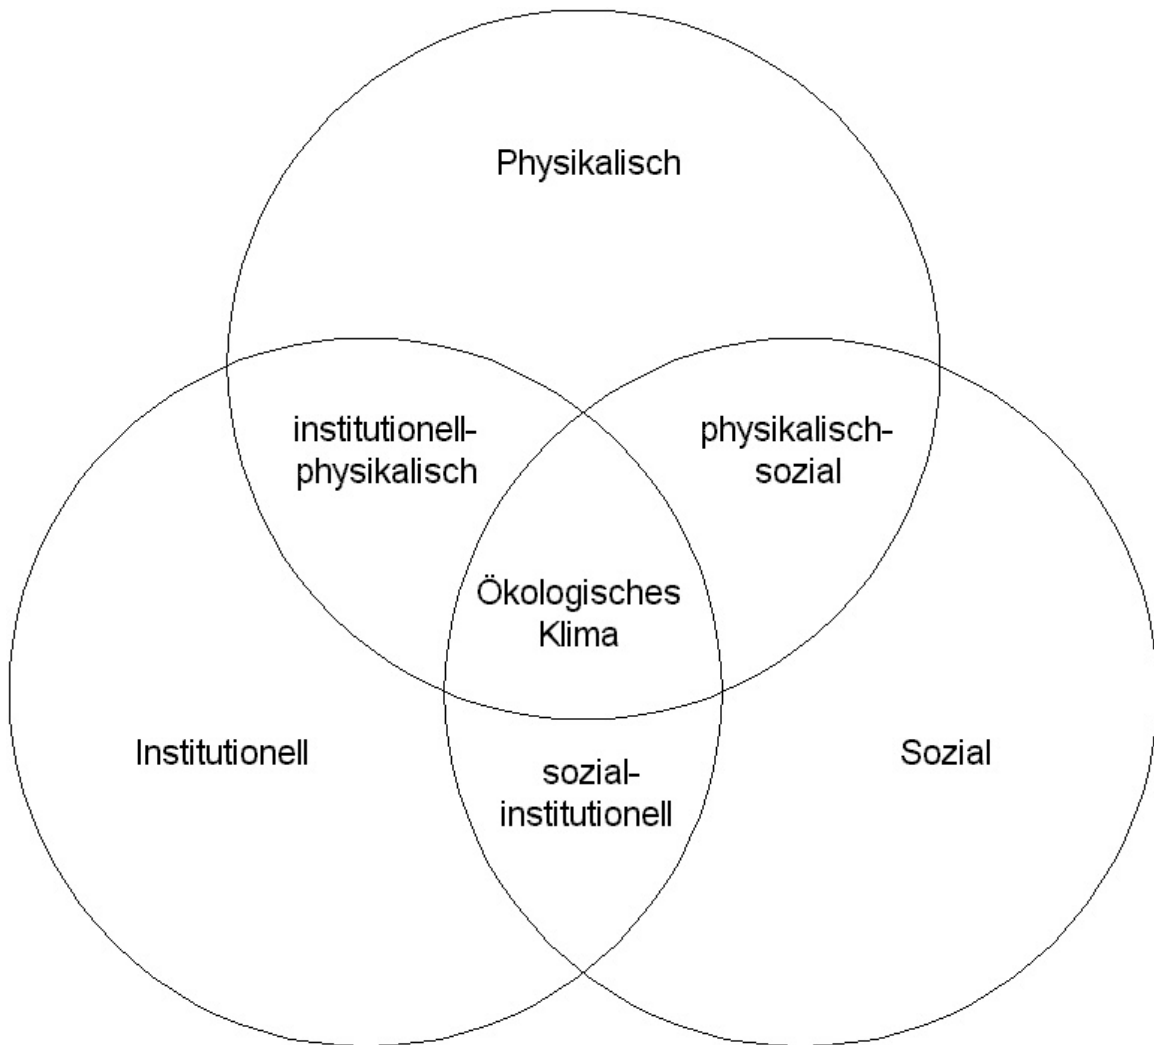 Physikalisch
institutionell-
physikalisch
physikalisch-
sozial
Ökologisches
Klima
Institutionell
sozial-
institutionell
Sozial